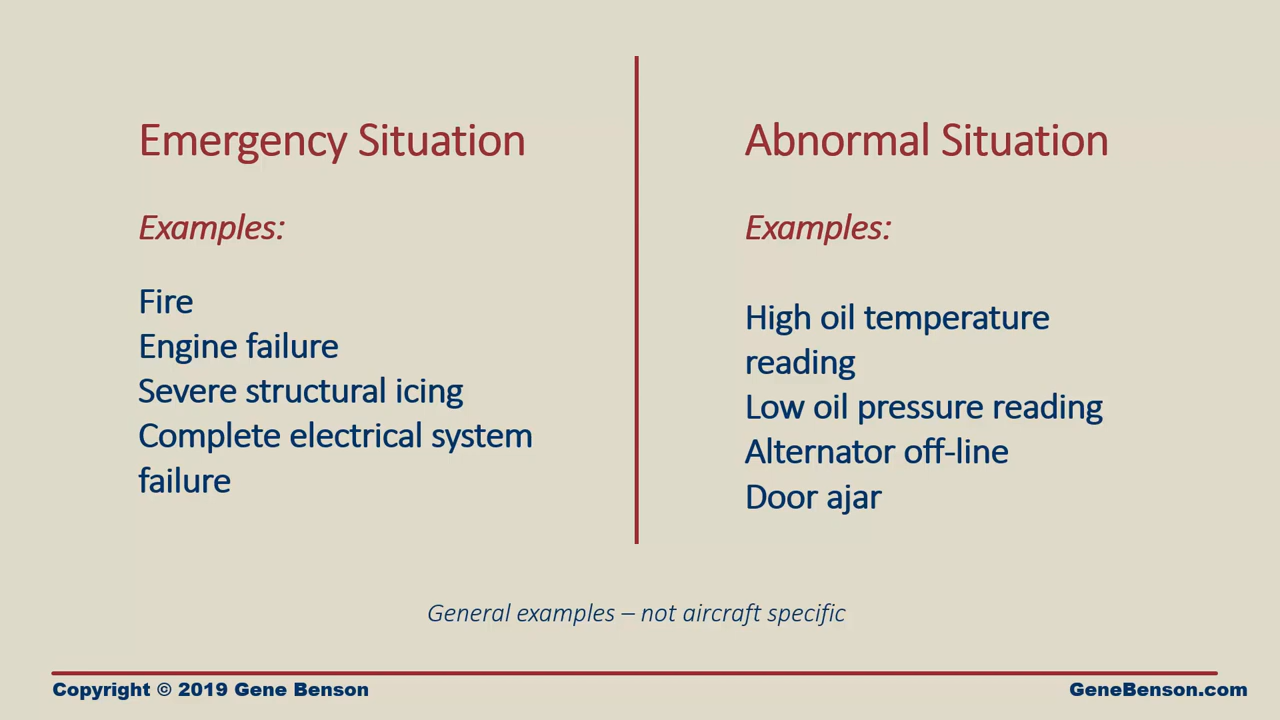 Emergency Situation
Examples:
Fire
Engine failure
Severe structural icing
Complete electrical system
failure
Abnormal Situation
Examples:
High oil temperature
reading
Low oil pressure reading
Alternator off-line
Door ajar
General examples – not aircraft specific
Copyright © 2019 Gene Benson
GeneBenson.com